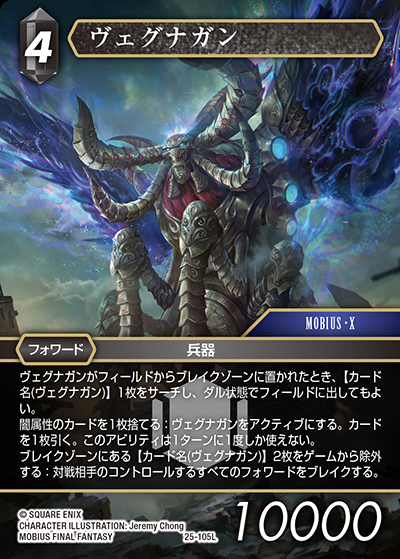 4
ヴェグナガン
MOBIUS・X
フォワード
兵器
ヴェグナガンがフィールドからブレイクゾーンに置かれたとき、【カード
名(ヴェグナガン)】1枚をサーチし、ダル状態でフィールドに出してもよ
い。
闇属性のカードを1枚捨てる：ヴェグナガンをアクティブにする。カード
を1枚引く。このアビリティは1ターンに1度しか使えない。
ブレイクゾーンにある【カード名(ヴェグナガン)】2枚をゲームから除外
する：対戦相手のコントロールするすべてのフォワードをブレイクする。
© SQUARE ENIX
CHARACTER ILLUSTRATION: Jeremy Chong
MOBIUS FINAL FANTASY
25-105L
10000